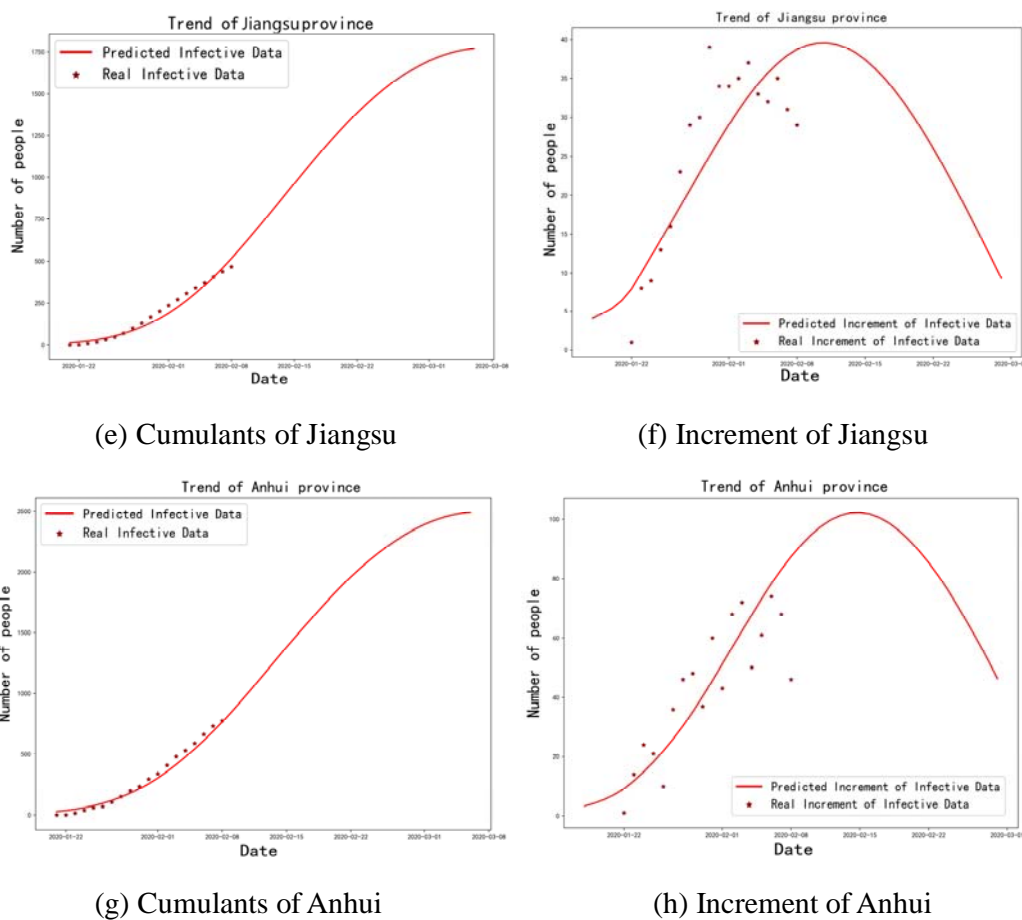 Trend of Jiangsu province
Predicted Infective Data
Real Infective Data
Number of people
1750
1500
1250
1000
750
500
250
0
2020-01-22 2020-02-01 2020-02-08 2020-02-15 2020-02-22 2020-03-01 2020-03-08
Date
(e) Cumulants of Jiangsu
Trend of Jiangsu province
Number of people
40
35
30
25
20
15
10
5
0
Predicted Increment of Infective Data
Real Increment of Infective Data
2020-01-22 2020-02-01 2020-02-08 2020-02-15 2020-02-22
Date
(f) Increment of Jiangsu
Trend of Anhui province
Predicted Infective Data
Real Infective Data
Number of people
2500
2000
1500
1000
500
0
2020-01-22 2020-02-01 2020-02-08 2020-02-15 2020-02-22 2020-03-01 2020-03-08
Date
(g) Cumulants of Anhui
Trend of Anhui province
Number of people
100
80
60
40
20
0
Predicted Increment of Infective Data
Real Increment of Infective Data
2020-01-22 2020-02-01 2020-02-08 2020-02-15 2020-02-22
Date
(h) Increment of Anhui